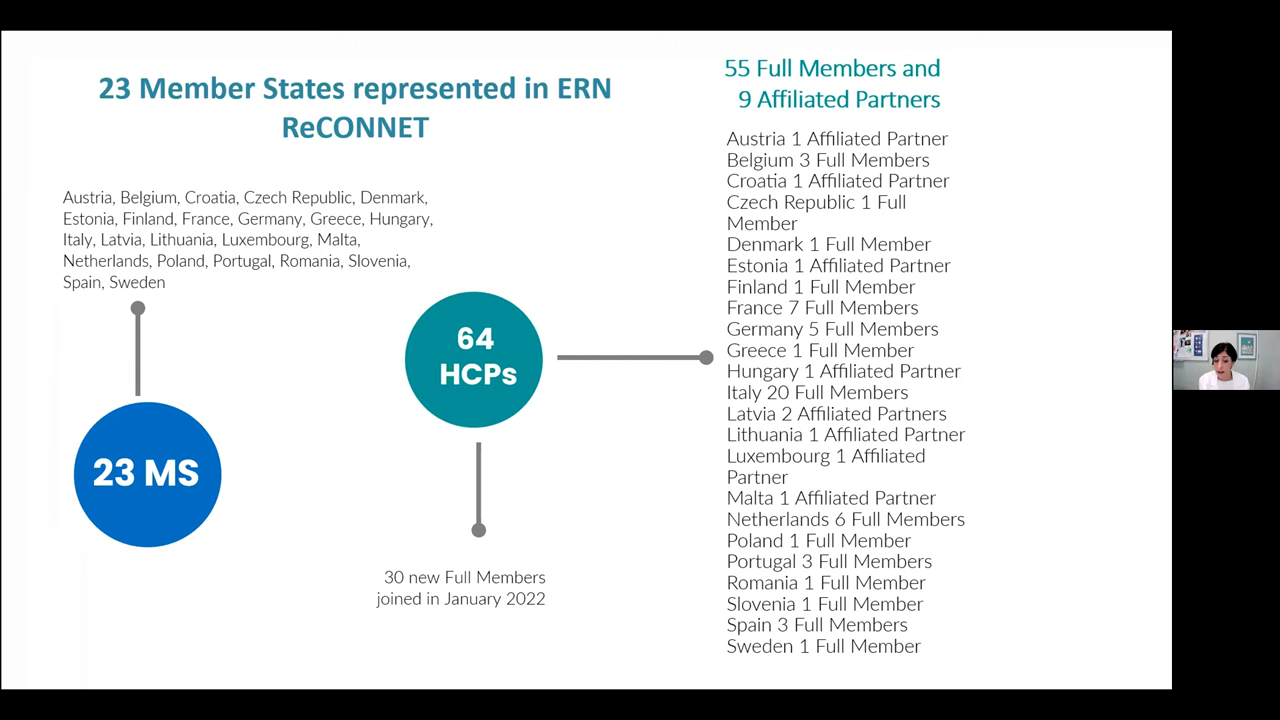 23 Member States represented in ERN
ReCONNET
Austria, Belgium, Croatia, Czech Republic, Denmark,
Estonia, Finland, France, Germany, Greece, Hungary,
Italy, Latvia, Lithuania, Luxembourg, Malta,
Netherlands, Poland, Portugal, Romania, Slovenia,
Spain, Sweden
23 MS
64
HCPs
30 new Full Members
joined in January 2022
55 Full Members and
9 Affiliated Partners
Austria 1 Affiliated Partner
Belgium 3 Full Members
Croatia 1 Affiliated Partner
Czech Republic 1 Full
Member
Denmark 1 Full Member
Estonia 1 Affiliated Partner
Finland 1 Full Member
France 7 Full Members
Germany 5 Full Members
Greece 1 Full Member
Hungary 1 Affiliated Partner
Italy 20 Full Members
Latvia 2 Affiliated Partners
Lithuania 1 Affiliated Partner
Luxembourg 1 Affiliated
Partner
Malta 1 Affiliated Partner
Netherlands 6 Full Members
Poland 1 Full Member
Portugal 3 Full Members
Romania 1 Full Member
Slovenia 1 Full Member
Spain 3 Full Members
Sweden 1 Full Member